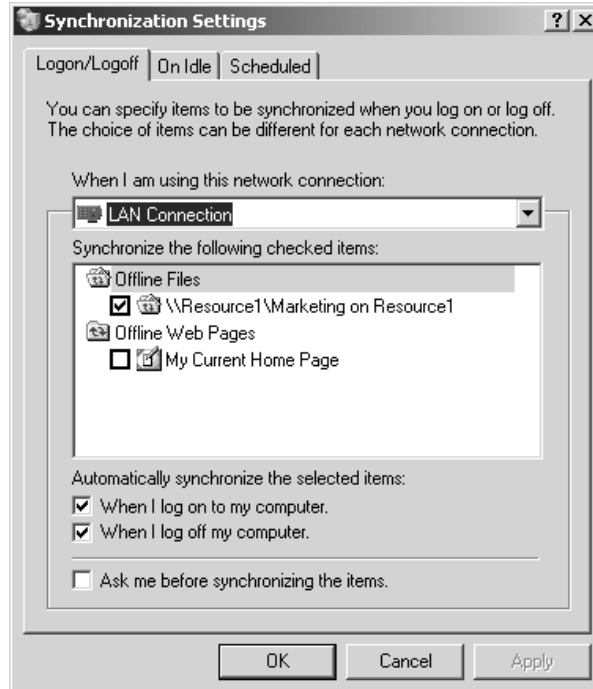 Synchronization Settings
Logon/Logoff On Idle Scheduled
You can specify items to be synchronized when you log on or log off.
The choice of items can be different for each network connection.
When I am using this network connection:
LAN Connection
Synchronize the following checked items:
Offline Files
\\Resource1\Marketing on Resource1
Offline Web Pages
My Current Home Page
Automatically synchronize the selected items:
When I log on to my computer.
When I log off my computer.
Ask me before synchronizing the items.
OK Cancel Apply